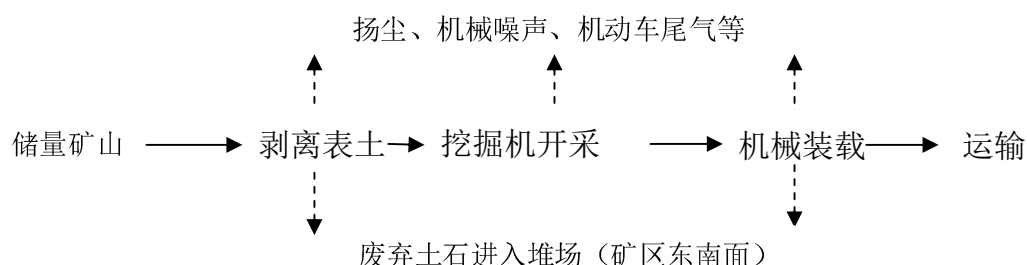 扬尘、机械噪声、机动车尾气等
储量矿山 剥离表土 挖掘机开采 机械装载 运输
废弃土石进入堆场（矿区东南面）